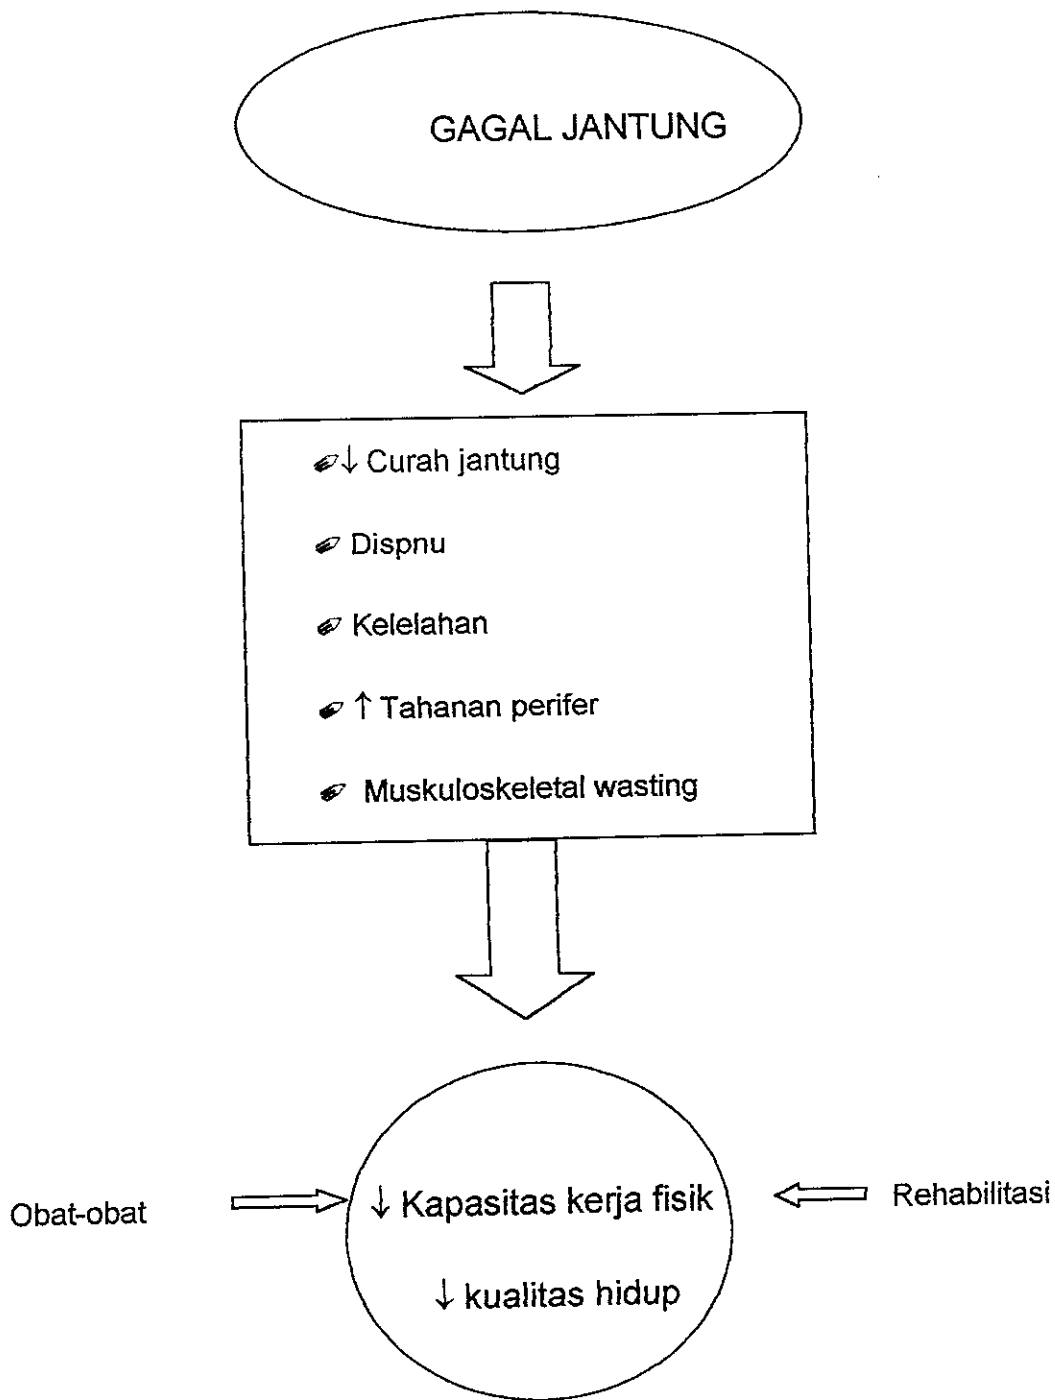 GAGAL JANTUNG
↓ Curah jantung
Dispnu
Kelelahan
↑ Tahanan perifer
Muskuloskeletal wasting
Obat-obat
↓ Kapasitas kerja fisik
Rehabilitasi
↓ kualitas hidup